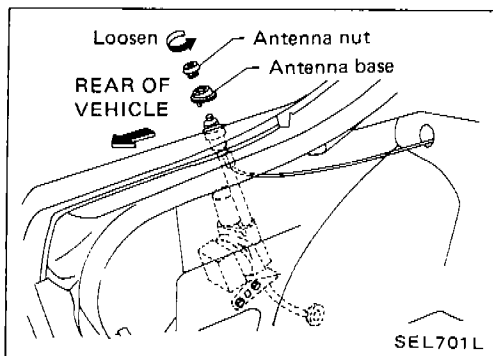 Loosen
Antenna nut
Antenna base
REAR OF
VEHICLE
SEL701L